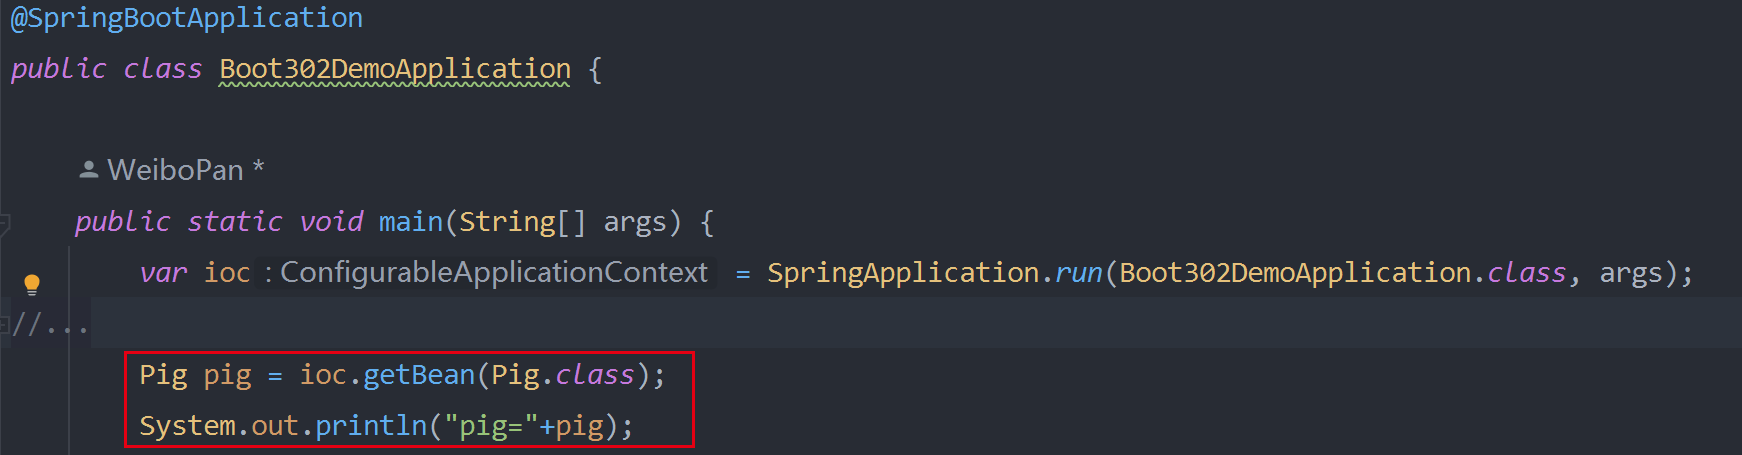 @SpringBootApplication
public class Boot302DemoApplication {
WeiboPan *
public static void main(String[] args) {
var ioc : ConfigurableApplicationContext = SpringApplication.run(Boot302DemoApplication.class, args);
//...
Pig pig = ioc.getBean(Pig.class);
System.out.println("pig="+pig);